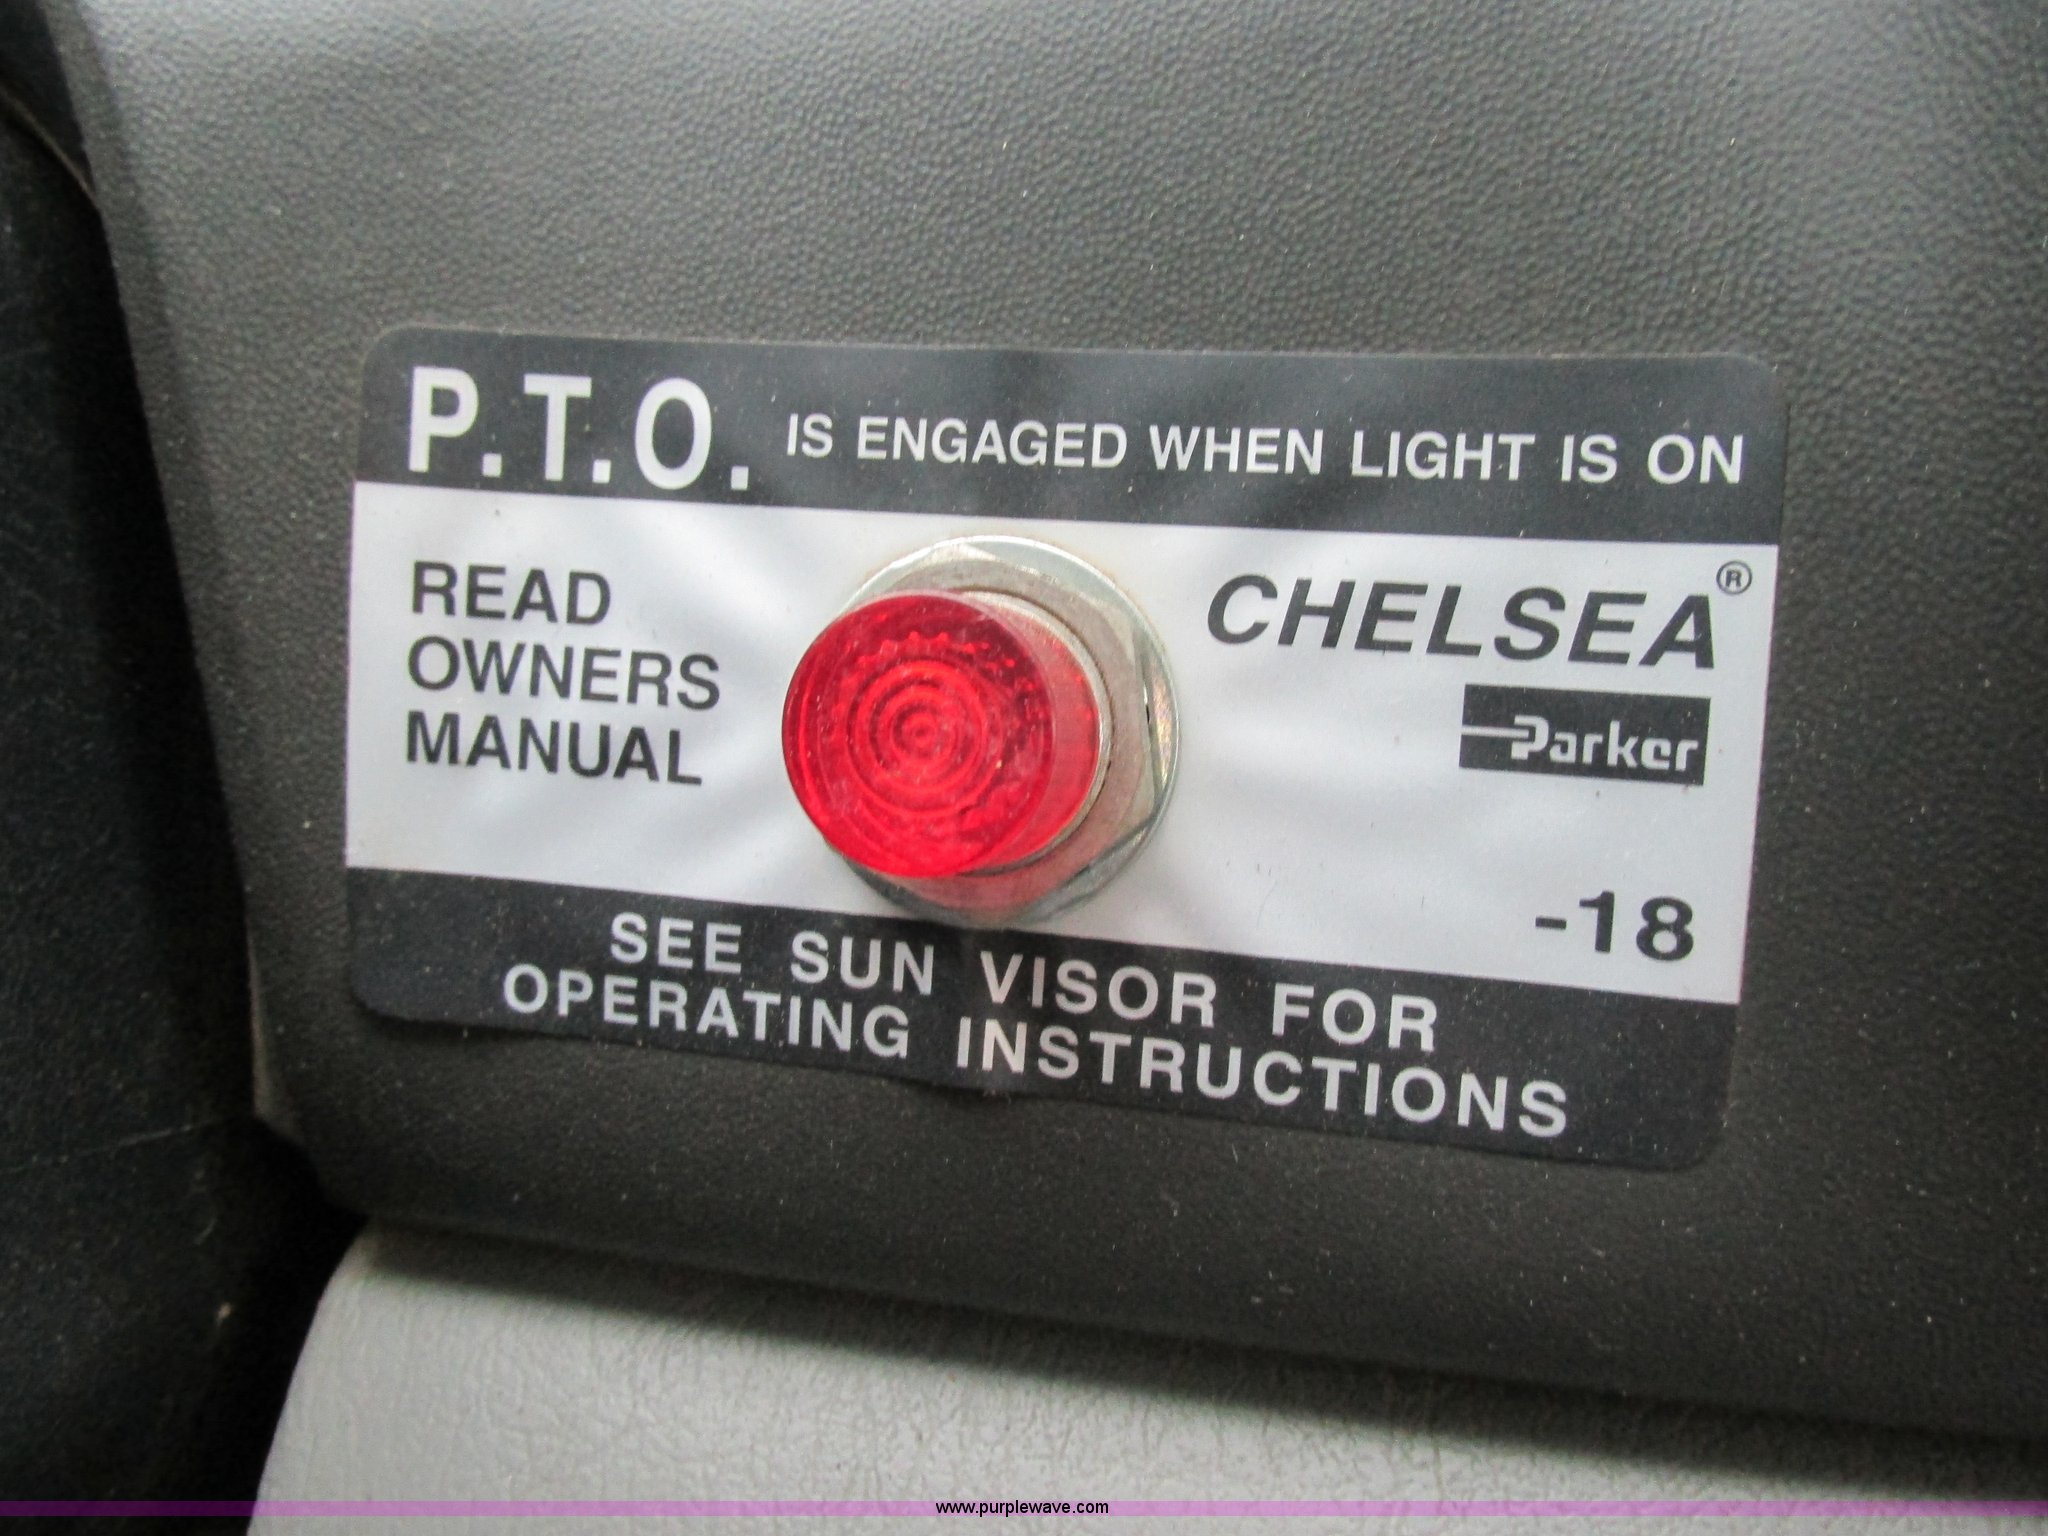 P.T.O. IS ENGAGED WHEN LIGHT IS ON
READ
OWNERS
MANUAL
CHELSEA®
Parker
-18
SEE SUN VISOR FOR
OPERATING INSTRUCTIONS
www.purplewave.com